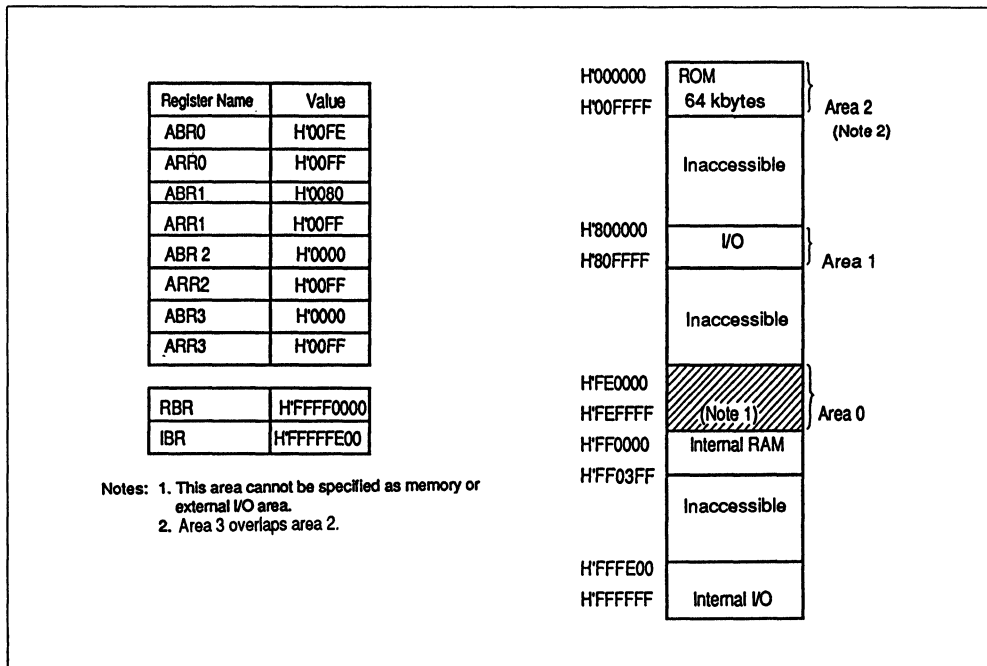 Register Name Value
ABR0 H'00FE
ARR0 H'00FF
ABR1 H'0080
ARR1 H'00FF
ABR 2 H'0000
ARR2 H'00FF
ABR3 H'0000
ARR3 H'00FF
RBR H'FFFF0000
IBR H'FFFFFE00
Notes: 1. This area cannot be specified as memory or
external I/O area.
2. Area 3 overlaps area 2.
H'000000 ROM
H'00FFFF 64 kbytes Area 2
(Note 2)
Inaccessible
H'800000 I/O
H'80FFFF Area 1
Inaccessible
H'FE0000
H'FEFFFF (Note 1) Area 0
H'FF0000 Internal RAM
H'FF03FF
Inaccessible
H'FFFE00
H'FFFFFF Internal I/O